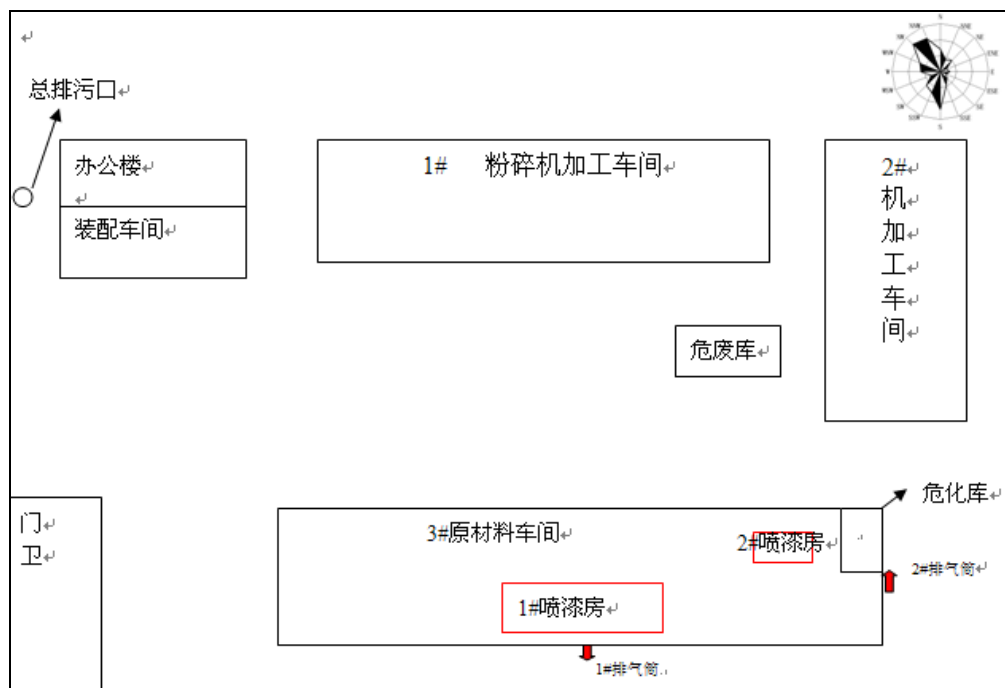 总排污口
办公楼
装配车间
1# 粉碎机加工车间
2#
机
加
工
车
间
危废库
门
卫
3#原材料车间
2#喷漆房
危化库
2#排气筒
1#喷漆房
1#排气筒